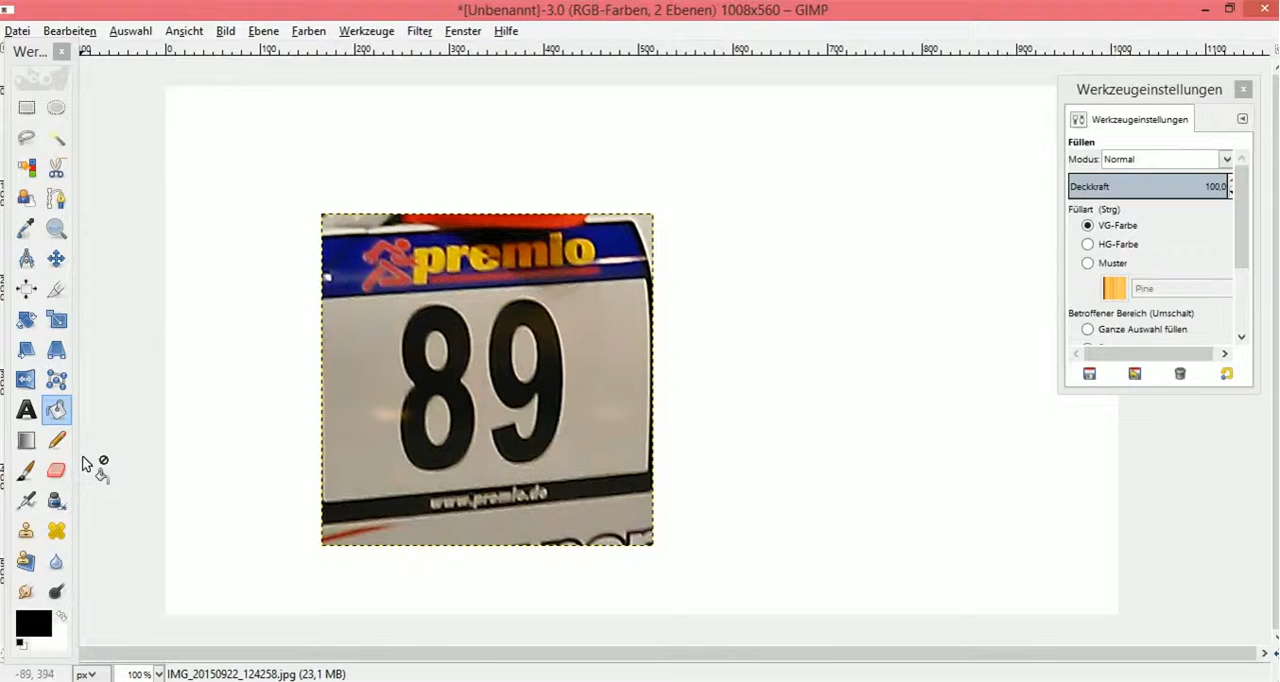 *[Unbenannt]-3.0 (RGB-Farben, 2 Ebenen) 1008x560 – GIMP
Datei Bearbeiten Auswahl Ansicht Bild Ebene Farben Werkzeuge Filter Fenster Hilfe
Wer...
0 100 200 300 400 500 600 700 800 900 1000 1100
Werkzeugeinstellungen
Werkzeugeinstellungen
Füllen
Modus: Normal
Deckkraft 100,0
Füllart (Strg)
VG-Farbe
HG-Farbe
Muster
Pine
Betroffener Bereich (Umschalt)
Ganze Auswahl füllen
premio
89
www.premio.de
-89, 394 px 100 % IMG_20150922_124258.jpg (23,1 MB)